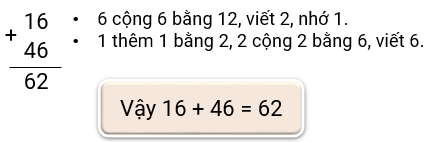 16
+
46
62
• 6 cộng 6 bằng 12, viết 2, nhớ 1.
• 1 thêm 1 bằng 2, 2 cộng 2 bằng 6, viết 6.
Vậy 16 + 46 = 62